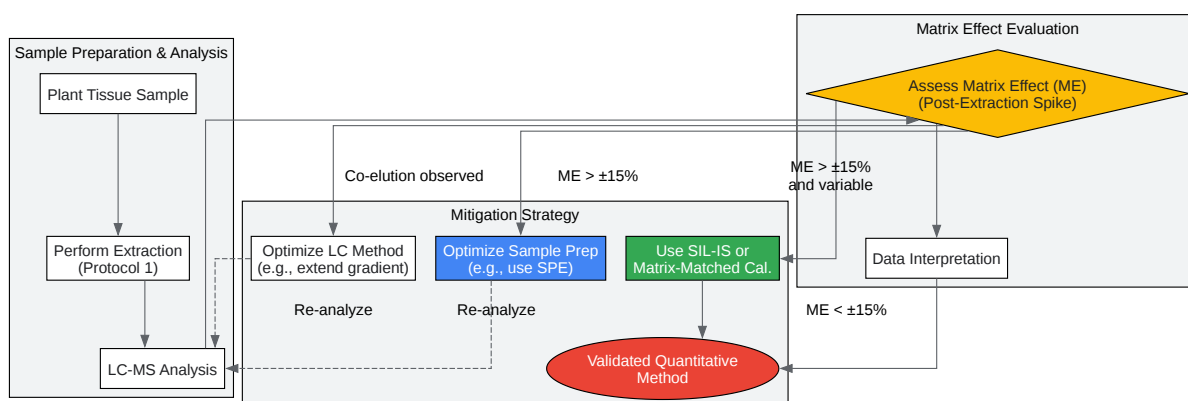 Matrix Effect Evaluation
Sample Preparation & Analysis
Plant Tissue Sample
Assess Matrix Effect (ME)
(Post-Extraction Spike)
Co-elution observed
ME > ±15%
ME > ±15%
and variable
Mitigation Strategy
Perform Extraction
(Protocol 1)
Optimize LC Method
(e.g., extend gradient)
Optimize Sample Prep
(e.g., use SPE)
Use SIL-IS or
Matrix-Matched Cal.
Data Interpretation
Re-analyze
Re-analyze
ME < ±15%
LC-MS Analysis
Validated Quantitative
Method